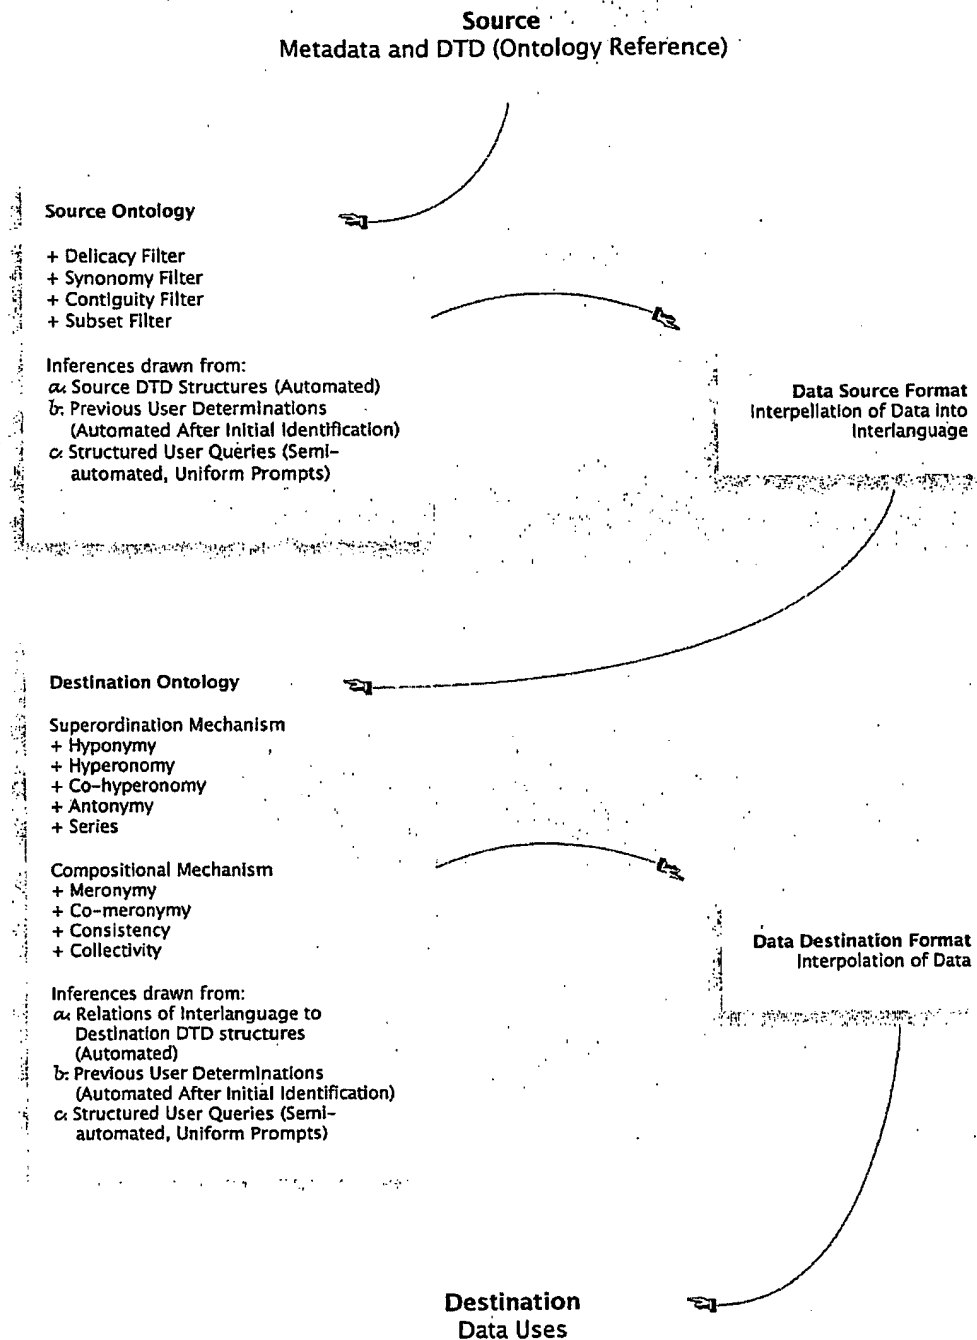 Source
Metadata and DTD (Ontology Reference)
Source Ontology
+ Delicacy Filter
+ Synonomy Filter
+ Contiguity Filter
+ Subset Filter
Inferences drawn from:
a. Source DTD Structures (Automated)
b. Previous User Determinations
(Automated After Initial Identification)
c. Structured User Queries (Semi-
automated, Uniform Prompts)
Data Source Format
Interpellation of Data into
Interlanguage
Destination Ontology
Superordination Mechanism
+ Hyponymy
+ Hyperonomy
+ Co-hyperonomy
+ Antonymy
+ Series
Compositional Mechanism
+ Meronymy
+ Co-meronymy
+ Consistency
+ Collectivity
Inferences drawn from:
a. Relations of Interlanguage to
Destination DTD structures
(Automated)
b. Previous User Determinations
(Automated After Initial Identification)
c. Structured User Queries (Semi-
automated, Uniform Prompts)
Data Destination Format
Interpolation of Data
Destination
Data Uses